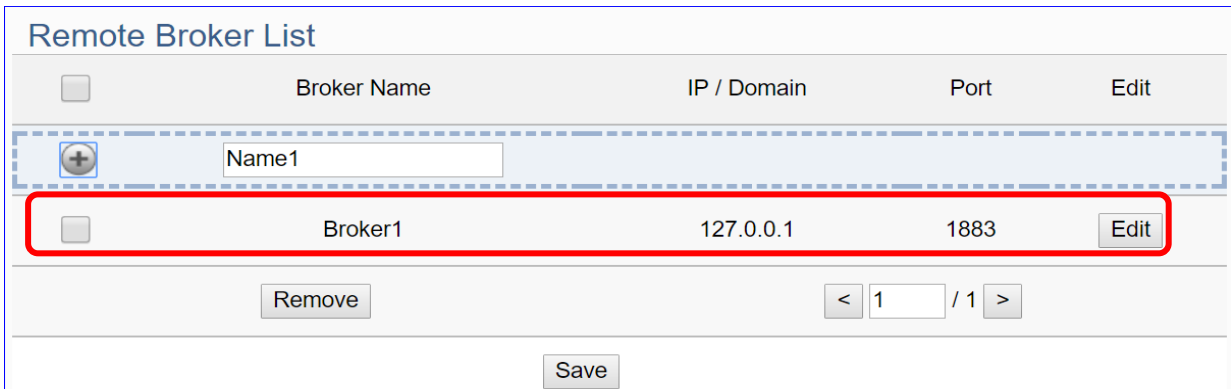 Remote Broker List
Broker Name IP / Domain Port Edit
Name1
Broker1 127.0.0.1 1883 Edit
Remove < 1 / 1 >
Save